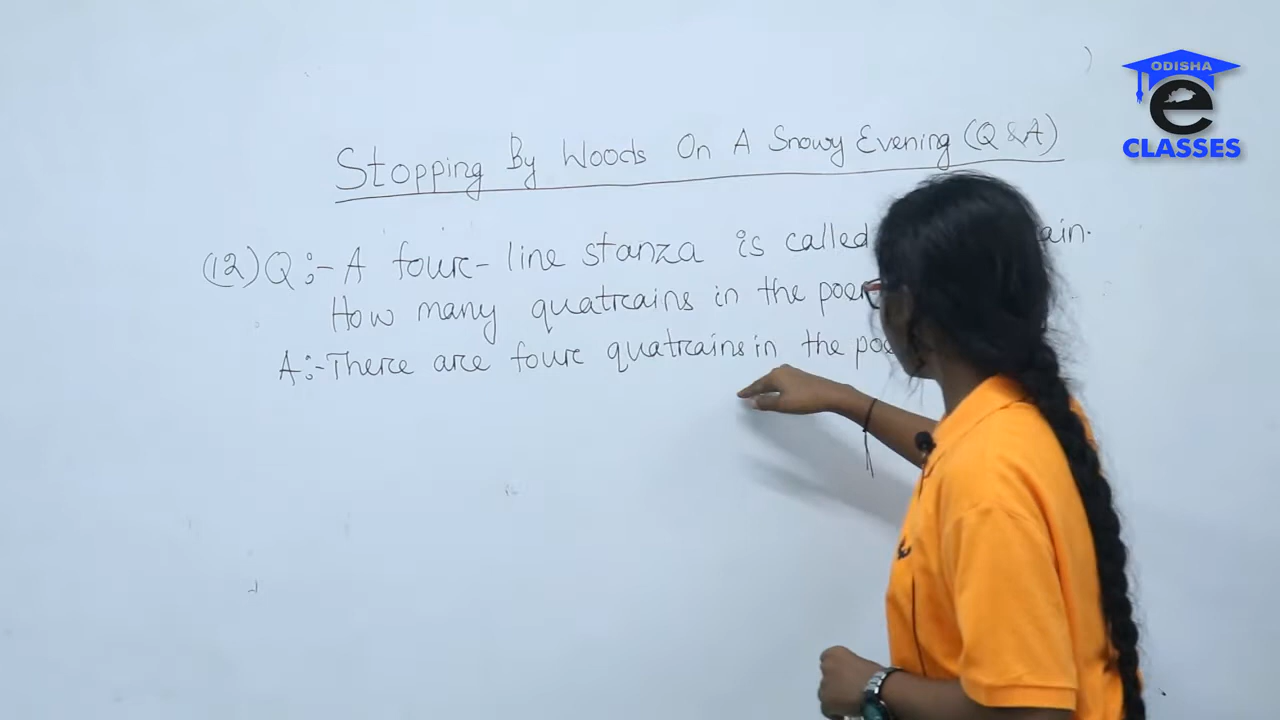 ODISHA
e
CLASSES
Stopping By Woods On A Snowy Evening (Q & A)
(12) Q:- A four-line stanza is called ain.
How many quatrains in the poem
A:- There are four quatrains in the poe